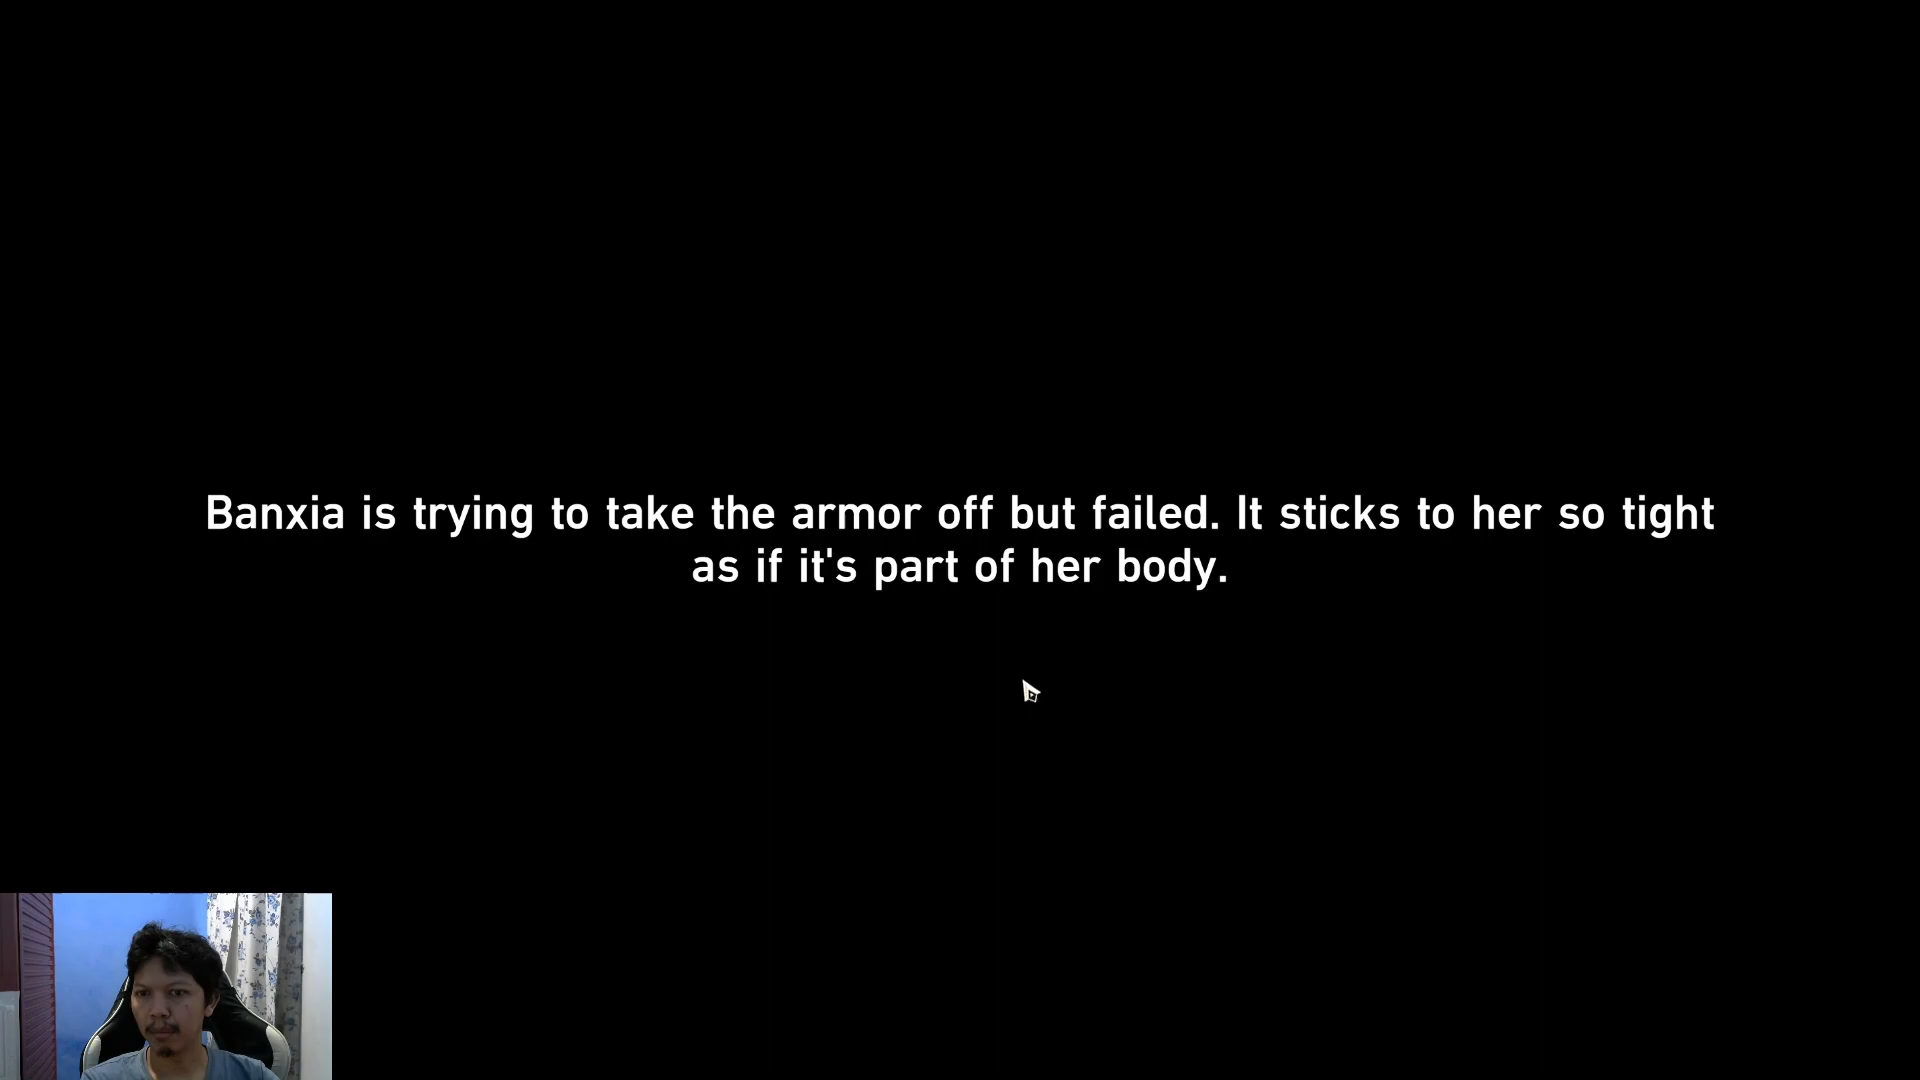 Banxia is trying to take the armor off but failed. It sticks to her so tight
as if it's part of her body.